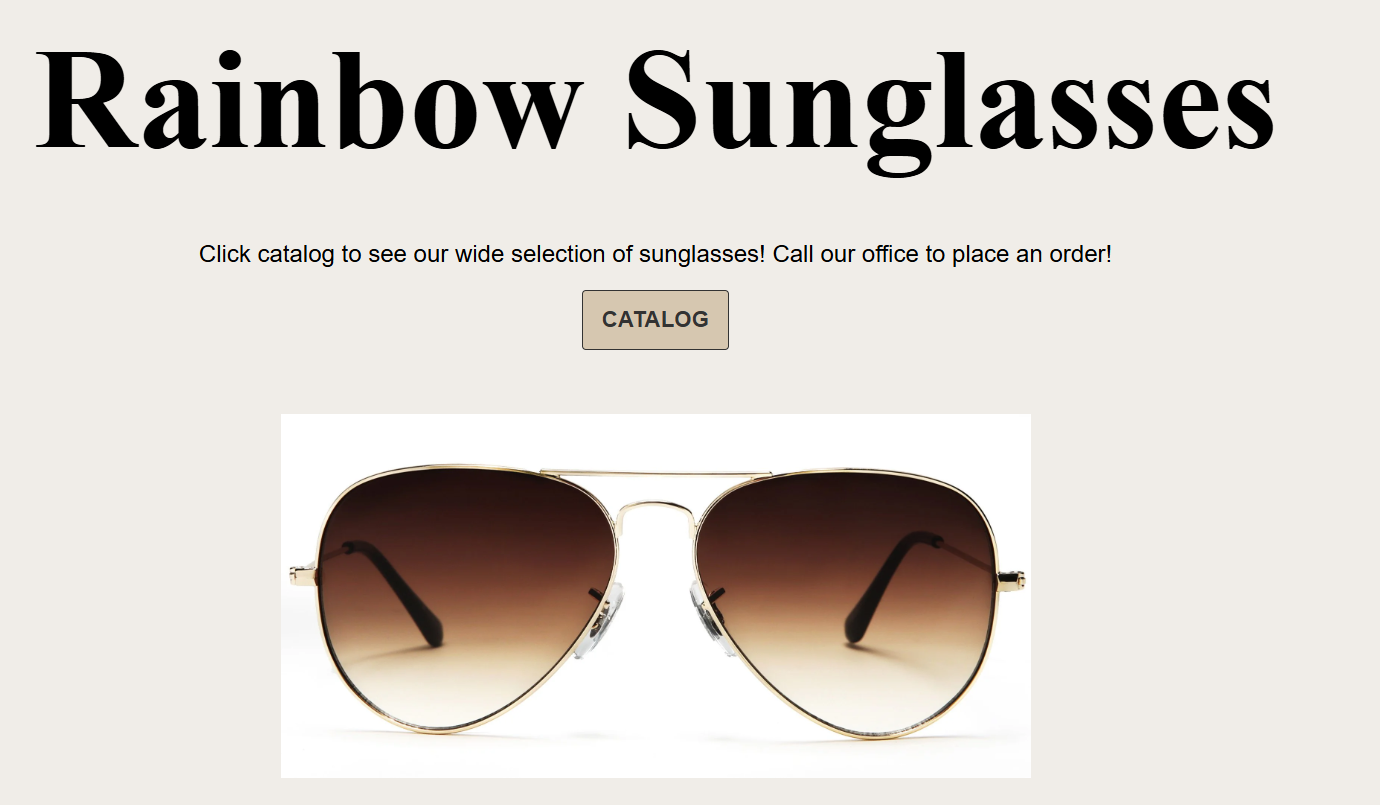 Rainbow Sunglasses
Click catalog to see our wide selection of sunglasses! Call our office to place an order!
CATALOG